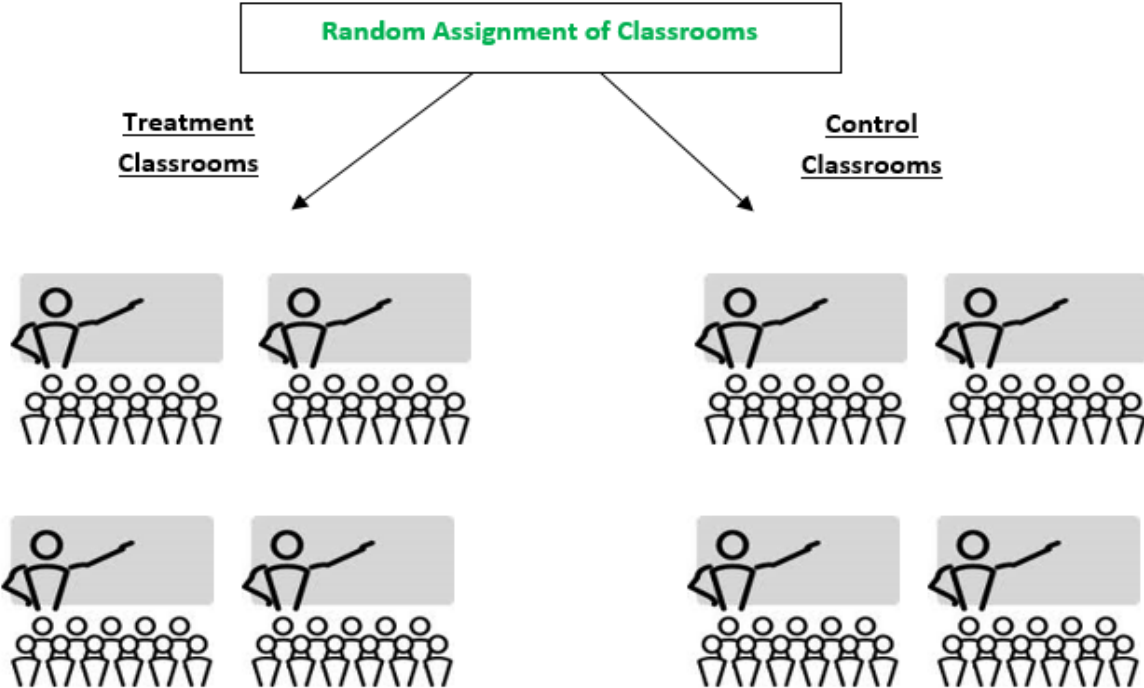 Random Assignment of Classrooms
Treatment
Classrooms
Control
Classrooms